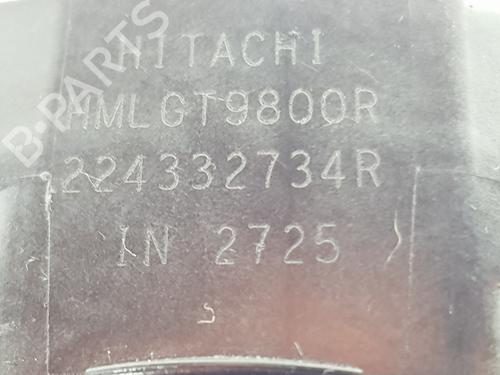 HITACHI
HMLGT9800R
224332734R
IN 2725
B-PARTS